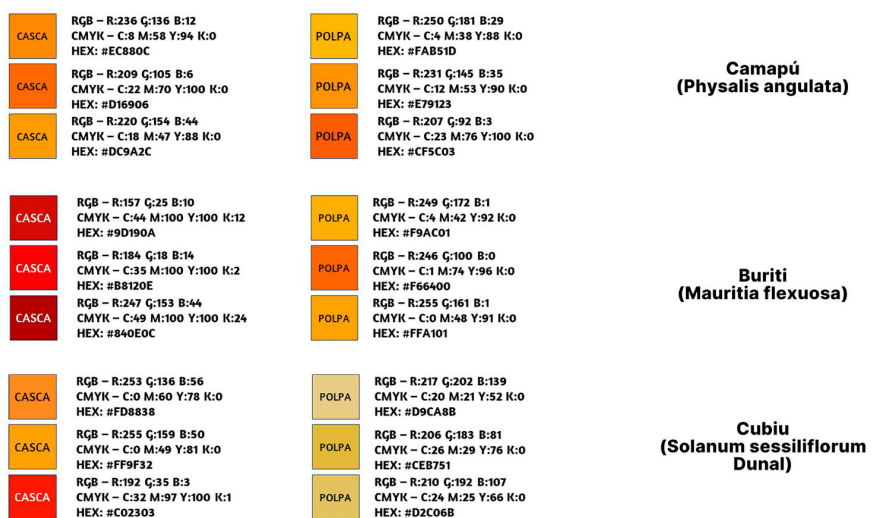 CASCA
RGB – R:236 G:136 B:12
CMYK – C:8 M:58 Y:94 K:0
HEX: #EC880C
CASCA
RGB – R:209 G:105 B:6
CMYK – C:22 M:70 Y:100 K:0
HEX: #D16906
CASCA
RGB – R:220 G:154 B:44
CMYK – C:18 M:47 Y:88 K:0
HEX: #DC9A2C
POLPA
RGB – R:250 G:181 B:29
CMYK – C:4 M:38 Y:88 K:0
HEX: #FAB51D
POLPA
RGB – R:231 G:145 B:35
CMYK – C:12 M:53 Y:90 K:0
HEX: #E79123
POLPA
RGB – R:207 G:92 B:3
CMYK – C:23 M:76 Y:100 K:0
HEX: #CF5C03
Camapú
(Physalis angulata)
CASCA
RGB – R:157 G:25 B:10
CMYK – C:44 M:100 Y:100 K:12
HEX: #9D190A
CASCA
RGB – R:184 G:18 B:14
CMYK – C:35 M:100 Y:100 K:2
HEX: #B8120E
CASCA
RGB – R:247 G:153 B:44
CMYK – C:49 M:100 Y:100 K:24
HEX: #840E0C
POLPA
RGB – R:249 G:172 B:1
CMYK – C:4 M:42 Y:92 K:0
HEX: #F9AC01
POLPA
RGB – R:246 G:100 B:0
CMYK – C:1 M:74 Y:96 K:0
HEX: #F66400
POLPA
RGB – R:255 G:161 B:1
CMYK – C:0 M:48 Y:91 K:0
HEX: #FFA101
Buriti
(Mauritia flexuosa)
CASCA
RGB – R:253 G:136 B:56
CMYK – C:0 M:60 Y:78 K:0
HEX: #FD8838
CASCA
RGB – R:255 G:159 B:50
CMYK – C:0 M:49 Y:81 K:0
HEX: #FF9F32
CASCA
RGB – R:192 G:35 B:3
CMYK – C:32 M:97 Y:100 K:1
HEX: #C02303
POLPA
RGB – R:217 G:202 B:139
CMYK – C:20 M:21 Y:52 K:0
HEX: #D9CA8B
POLPA
RGB – R:206 G:183 B:81
CMYK – C:26 M:29 Y:76 K:0
HEX: #CEB751
POLPA
RGB – R:210 G:192 B:107
CMYK – C:24 M:25 Y:66 K:0
HEX: #D2C06B
Cubiu
(Solanum sessiliflorum
Dunal)